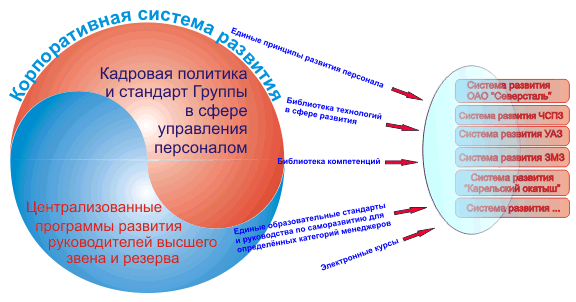 Корпоративная система развития
Кадровая политика
и стандарт Группы
в сфере
управления
персоналом
Централизованные
программы развития
руководителей высшего
звена и резерва
Единые принципы развития персонала
Библиотека технологий
в сфере развития
Библиотека компетенций
Единые образовательные стандарты
и руководства по саморазвитию для
определённых категорий менеджеров
Электронные курсы
Система развития
ОАО "Северсталь"
Система развития ЧСПЗ
Система развития УАЗ
Система развития ЗМЗ
Система развития
"Карельский окатыш"
Система развития ...